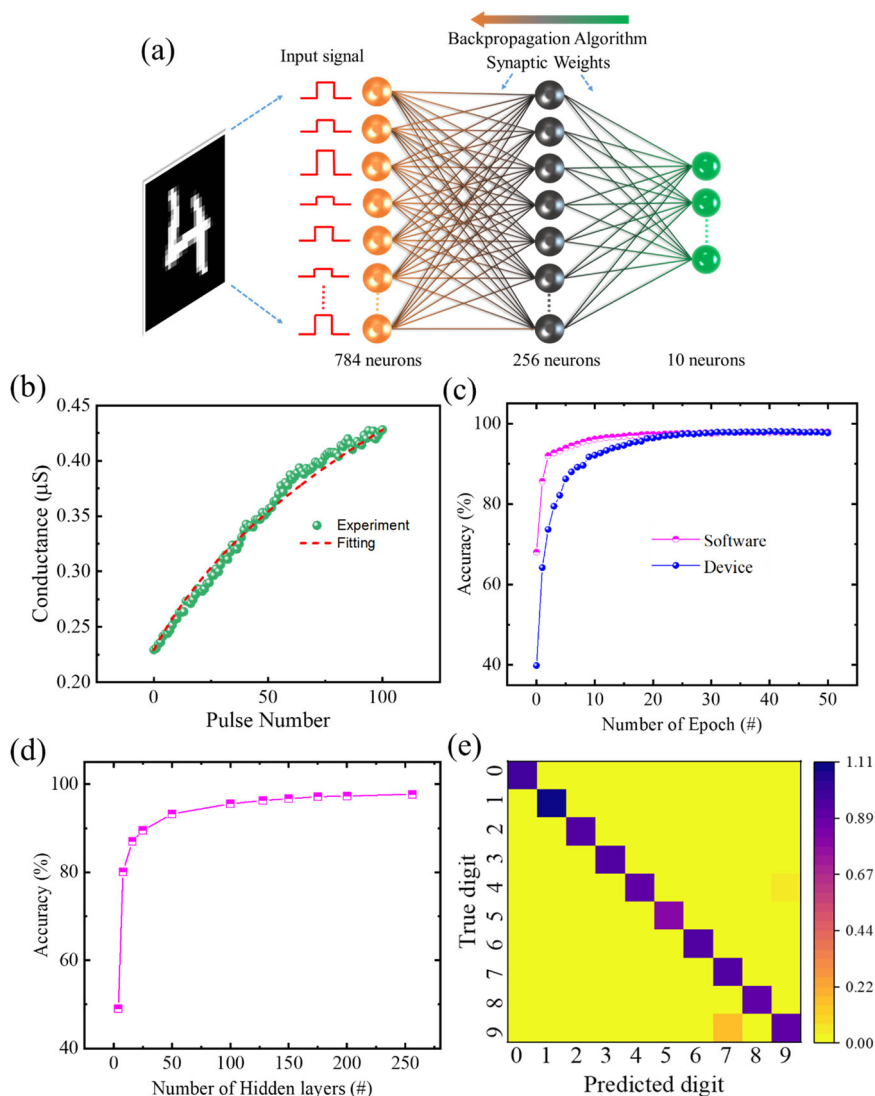 (a)
Backpropagation Algorithm
Input signal
Synaptic Weights
784 neurons
256 neurons
10 neurons
(b)
0.45
0.40
0.35
0.30
0.25
0.20
Conductance (µS)
Experiment
Fitting
0
50
100
Pulse Number
(c)
100
80
60
40
Accuracy (%)
Software
Device
0
10
20
30
40
50
Number of Epoch (#)
(d)
100
80
60
40
Accuracy (%)
0
50
100
150
200
250
Number of Hidden layers (#)
(e)
True digit
0
1
2
3
4
5
6
7
8
9
0 1 2 3 4 5 6 7 8 9
Predicted digit
1.11
0.89
0.67
0.44
0.22
0.00